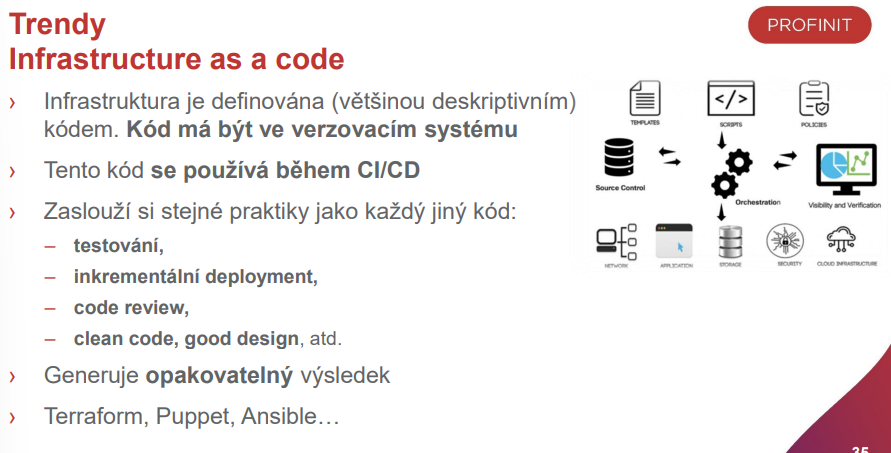 Trendy
Infrastructure as a code
PROFINIT
› Infrastruktura je definována (většinou deskriptivním)
kódem. Kód má být ve verzovacím systému
› Tento kód se používá během CI/CD
› Zaslouží si stejné praktiky jako každý jiný kód:
– testování,
– inkrementální deployment,
– code review,
– clean code, good design, atd.
› Generuje opakovatelný výsledek
› Terraform, Puppet, Ansible…
</>
TEMPLATES
SCRIPTS
POLICIES
Source Control
Orchestration
Visibility and Verification
NETWORK
APPLICATION
STORAGE
SECURITY
CLOUD INFRASTRUCTURE
35